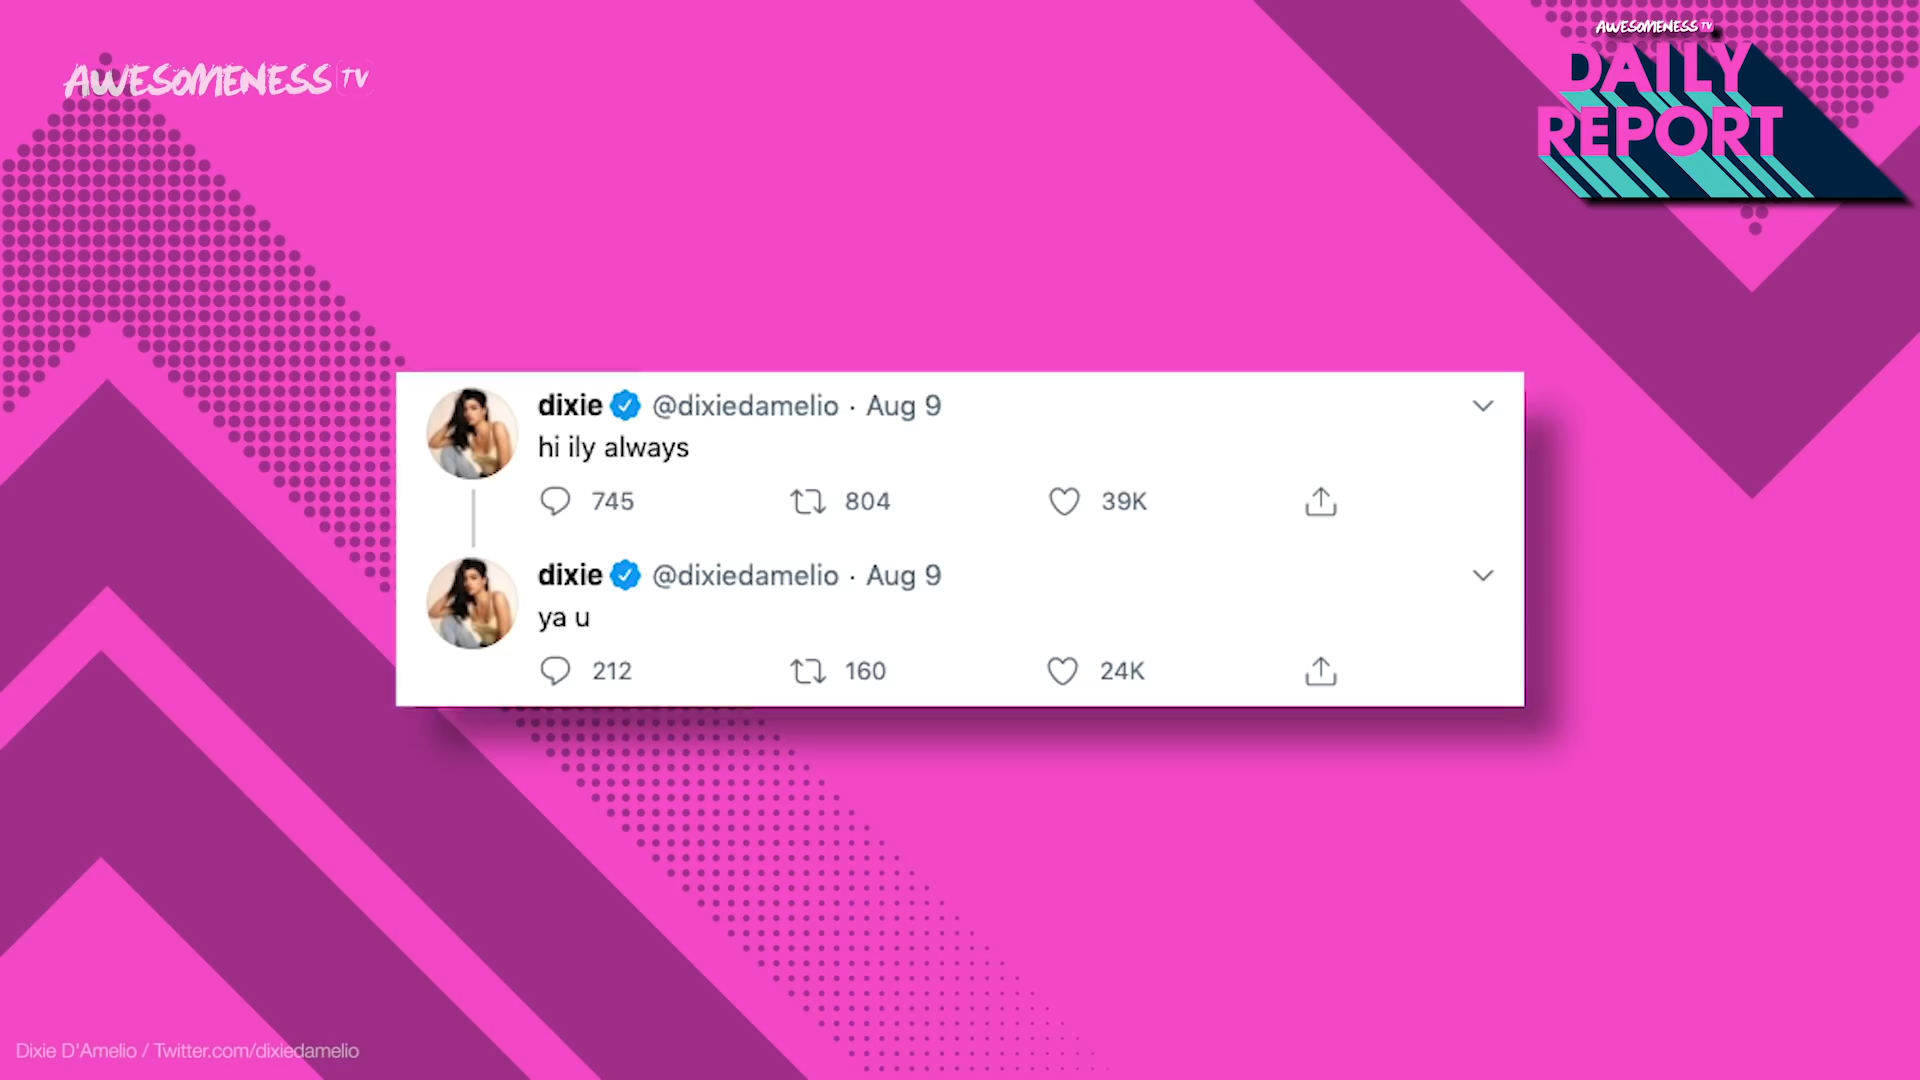 AWESOMENESS TV
AWESOMENESS TV
DAILY
REPORT
dixie @dixiedamelio · Aug 9
hi ily always
745 804 39K
dixie @dixiedamelio · Aug 9
ya u
212 160 24K
Dixie D'Amelio / Twitter.com/dixiedamelio